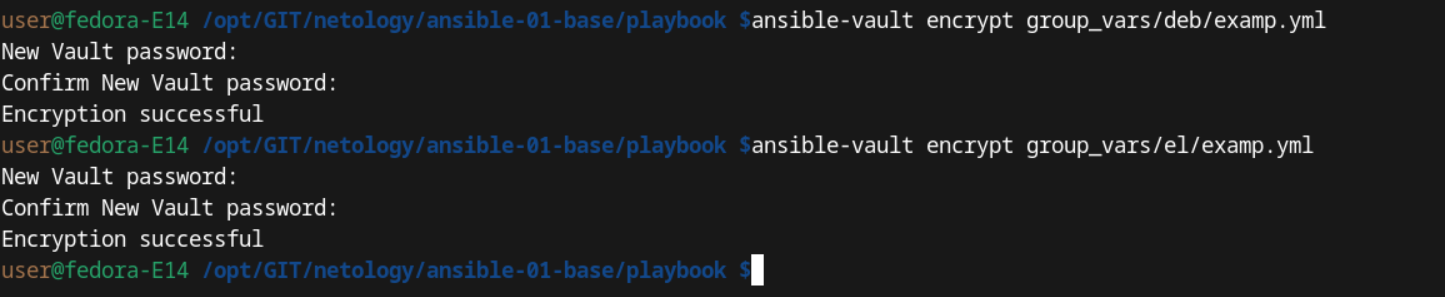 user@fedora-E14 /opt/GIT/netology/ansible-01-base/playbook $ansible-vault encrypt group_vars/deb/examp.yml
New Vault password:
Confirm New Vault password:
Encryption successful
user@fedora-E14 /opt/GIT/netology/ansible-01-base/playbook $ansible-vault encrypt group_vars/el/examp.yml
New Vault password:
Confirm New Vault password:
Encryption successful
user@fedora-E14 /opt/GIT/netology/ansible-01-base/playbook $